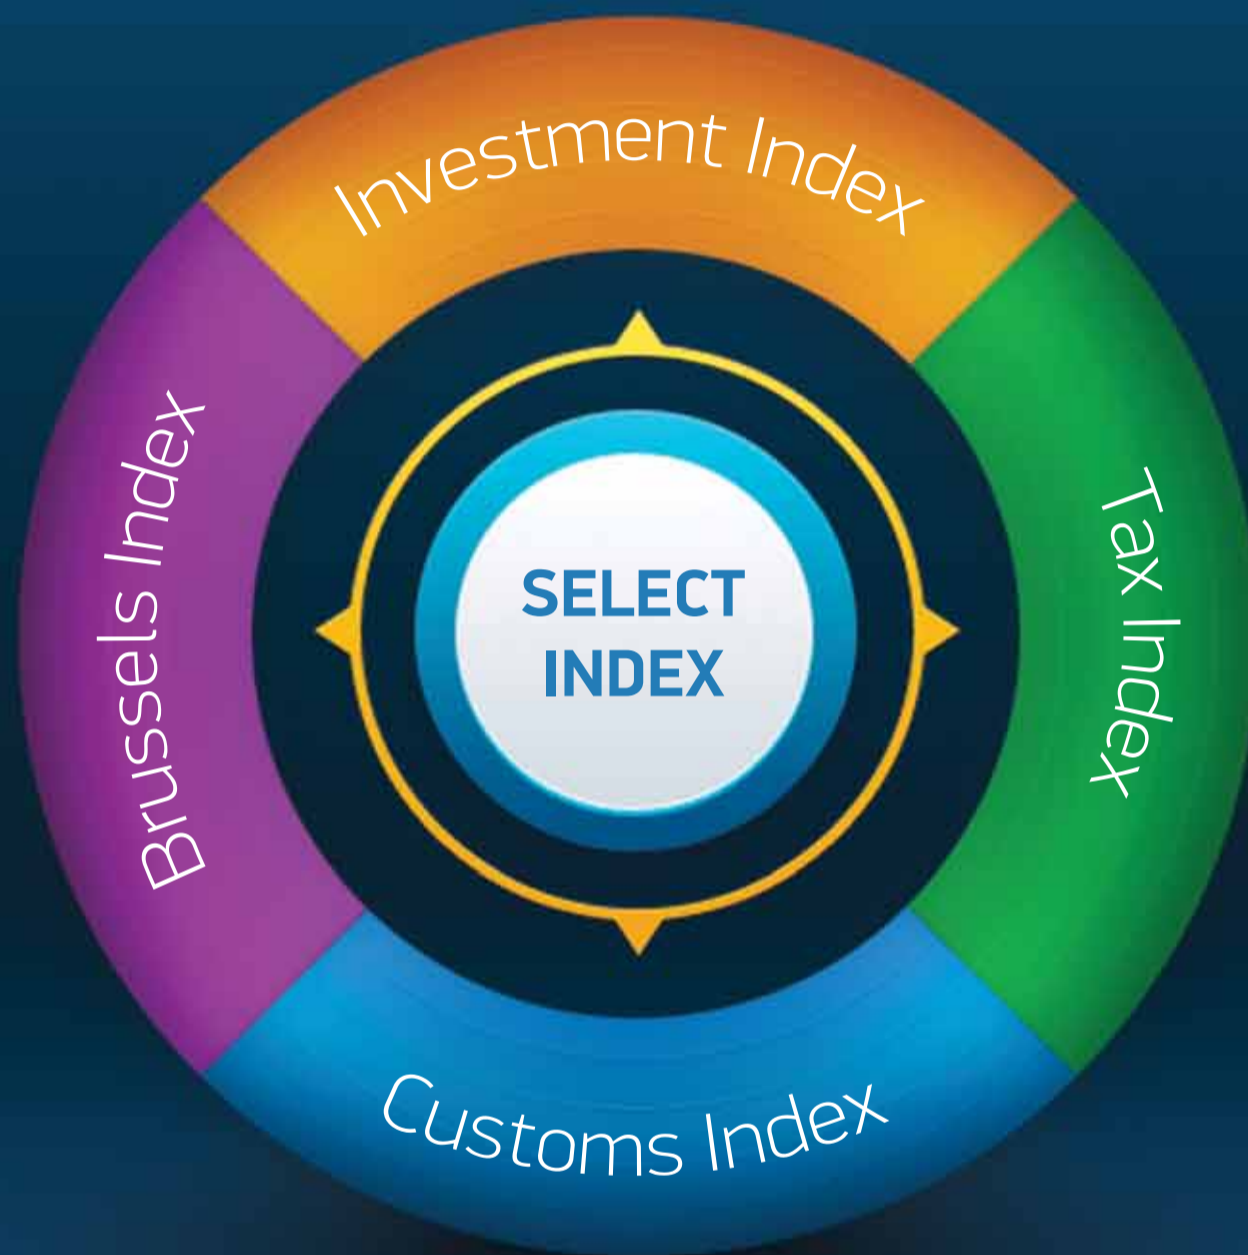 Investment Index
Tax Index
Customs Index
Brussels Index
SELECT
INDEX